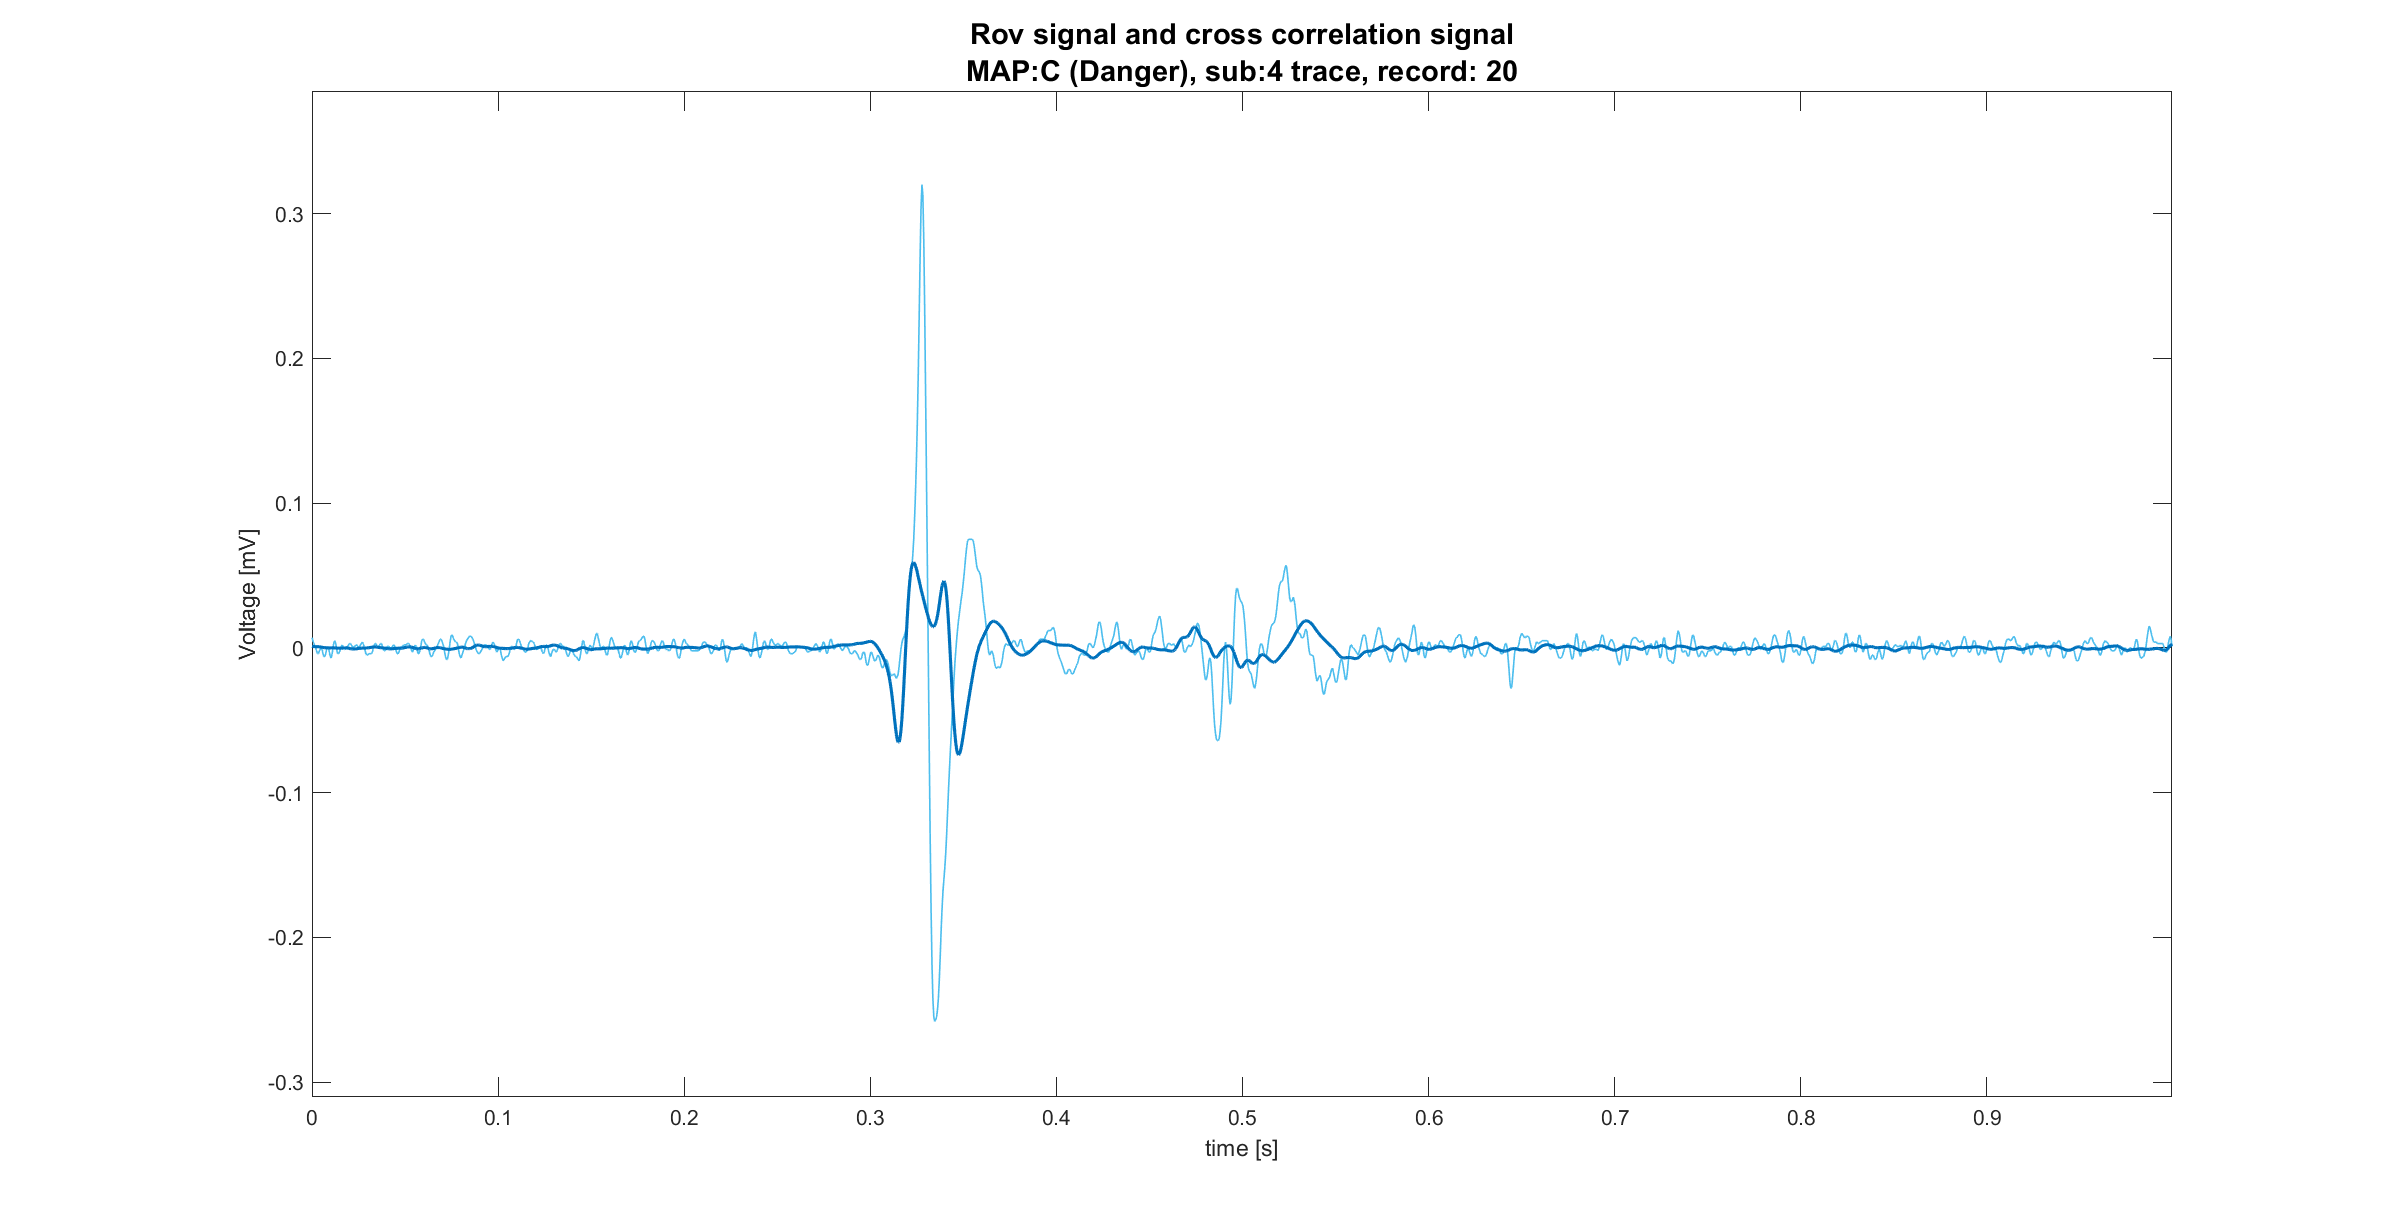 Rov signal and cross correlation signal
MAP:C (Danger), sub:4 trace, record: 20
Voltage [mV]
0.3
0.2
0.1
0
-0.1
-0.2
-0.3
0 0.1 0.2 0.3 0.4 0.5 0.6 0.7 0.8 0.9
time [s]